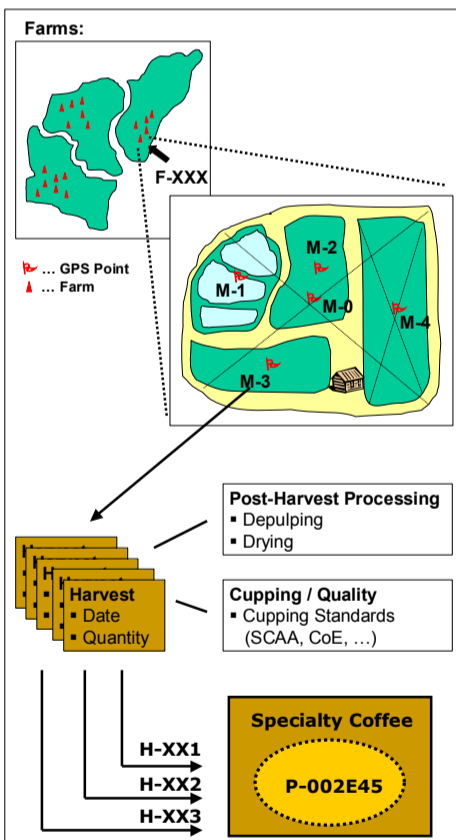 Farms:
F-XXX
... GPS Point
... Farm
M-2
M-1
M-0
M-4
M-3
Post-Harvest Processing
▪ Depulping
▪ Drying
Harvest
▪ Date
▪ Quantity
Cupping / Quality
▪ Cupping Standards
(SCAA, CoE, ...)
H-XX1
H-XX2
H-XX3
Specialty Coffee
P-002E45